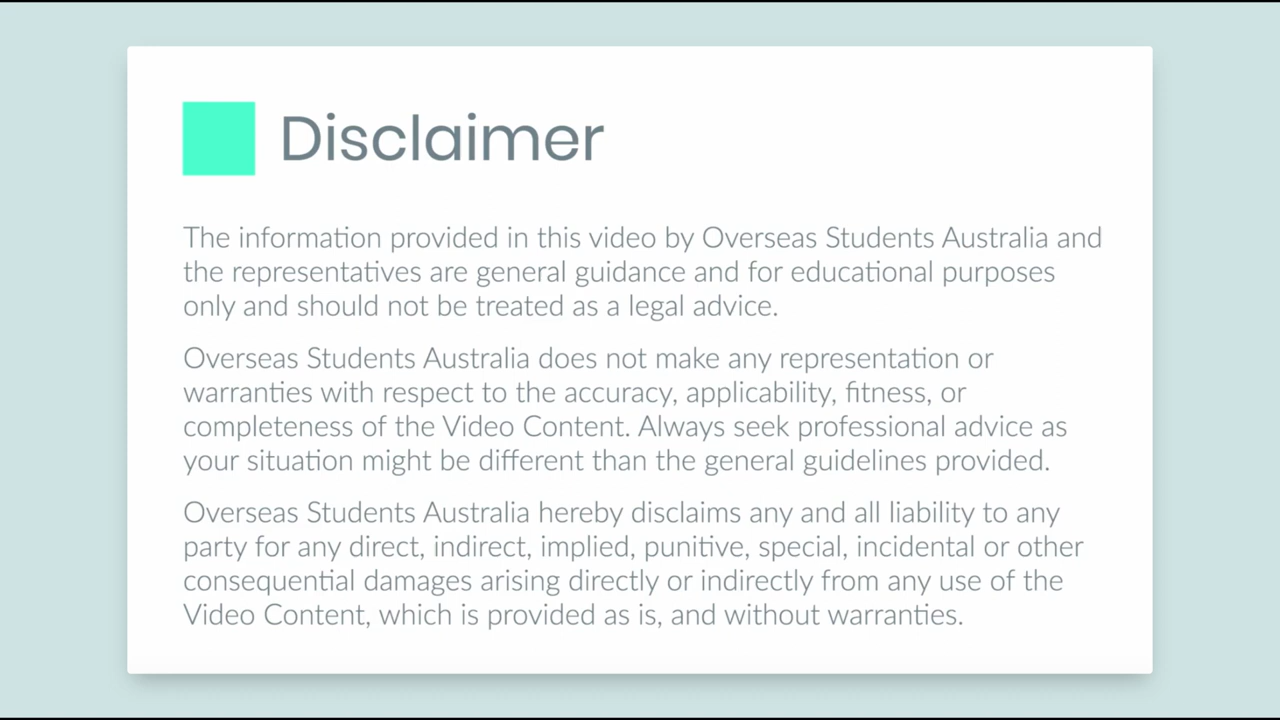 Disclaimer
The information provided in this video by Overseas Students Australia and
the representatives are general guidance and for educational purposes
only and should not be treated as a legal advice.
Overseas Students Australia does not make any representation or
warranties with respect to the accuracy, applicability, fitness, or
completeness of the Video Content. Always seek professional advice as
your situation might be different than the general guidelines provided.
Overseas Students Australia hereby disclaims any and all liability to any
party for any direct, indirect, implied, punitive, special, incidental or other
consequential damages arising directly or indirectly from any use of the
Video Content, which is provided as is, and without warranties.